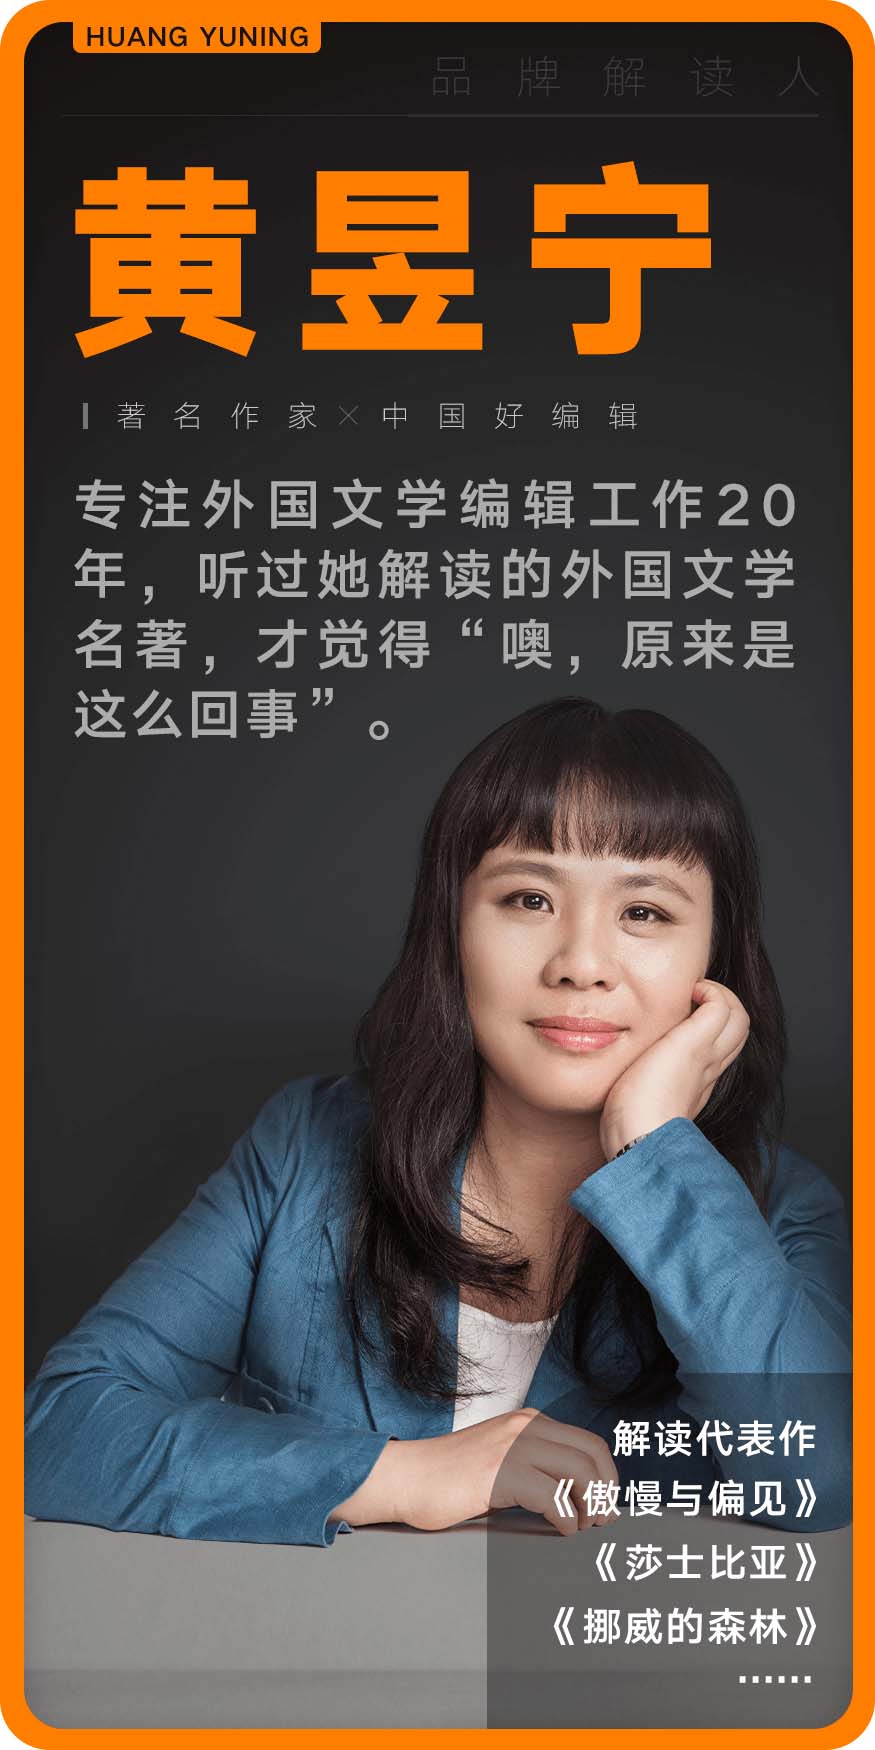 HUANG YUNING
品牌解读人
黄昱宁
著名作家×中国好编辑
专注外国文学编辑工作20
年，听过她解读的外国文学
名著，才觉得“噢，原来是
这么回事”。
解读代表作
《傲慢与偏见》
《莎士比亚》
《挪威的森林》
······